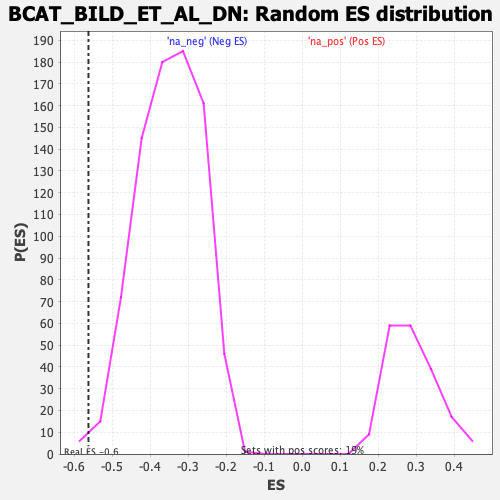 BCAT_BILD_ET_AL_DN: Random ES distribution
'na_neg' (Neg ES) 'na_pos' (Pos ES)
190
180
170
160
150
140
130
120
110
100
90
80
70
60
50
40
30
20
10
0
P(ES)
Real ES -0.6
Sets with pos scores: 19%
-0.6 -0.5 -0.4 -0.3 -0.2 -0.1 0.0 0.1 0.2 0.3 0.4
ES